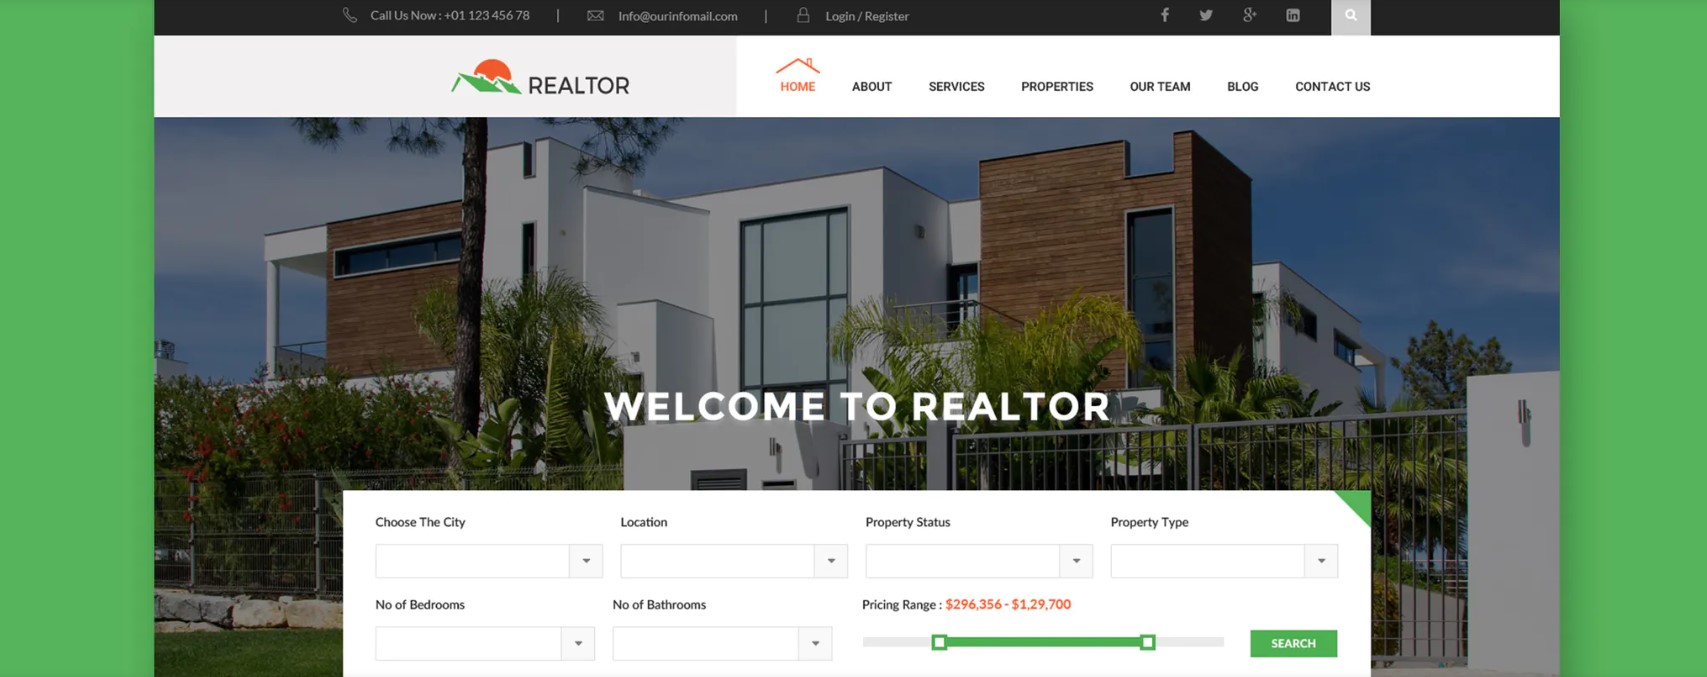 Call Us Now : +01 123 456 78 | Info@ourinfomail.com | Login / Register
REALTOR
HOME ABOUT SERVICES PROPERTIES OUR TEAM BLOG CONTACT US
WELCOME TO REALTOR
Choose The City Location Property Status Property Type
No of Bedrooms No of Bathrooms Pricing Range : $296,356 - $1,29,700
SEARCH